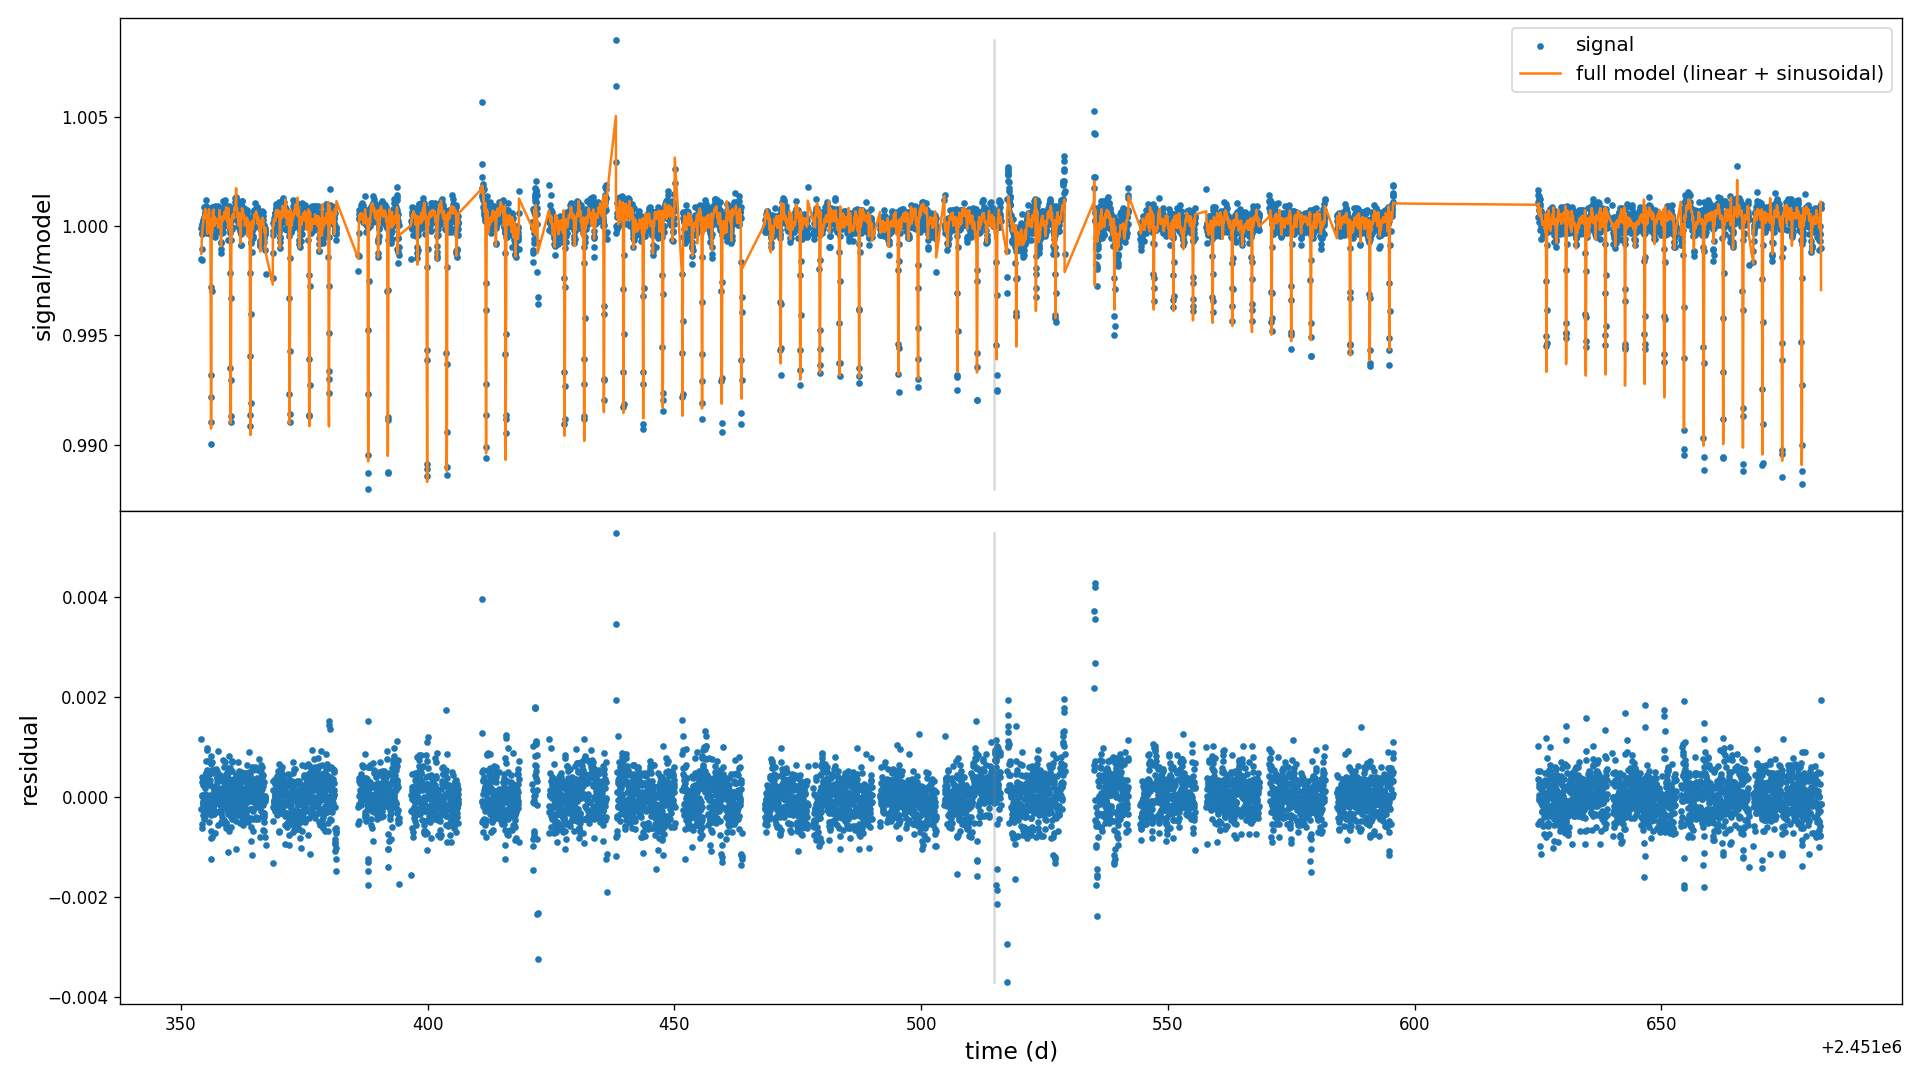 signal
full model (linear + sinusoidal)
signal/model
1.005
1.000
0.995
0.990
residual
0.004
0.002
0.000
−0.002
−0.004
350
400
450
500
550
600
650
+2.451e6
time (d)